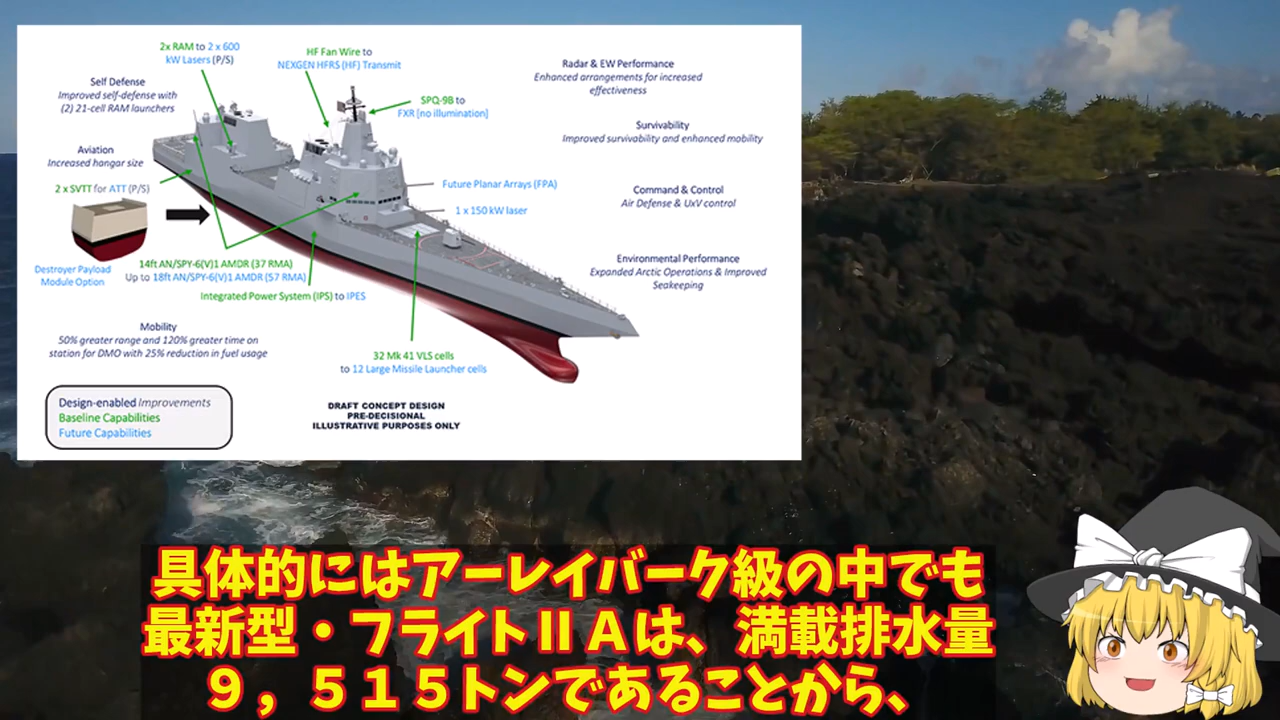 2x RAM to 2 x 600
kW Lasers (P/S)
HF Fan Wire to
NEXGEN HFRS (HF) Transmit
Radar & EW Performance
Enhanced arrangements for increased
effectiveness
Self Defense
Improved self-defense with
(2) 21-cell RAM launchers
SPQ-9B to
FXR [no illumination]
Survivability
Improved survivability and enhanced mobility
Aviation
Increased hangar size
2 x SVTT for ATT (P/S)
Future Planar Arrays (FPA)
Command & Control
Air Defense & UxV control
1 x 150 kW laser
Destroyer Payload
Module Option
14ft AN/SPY-6(V)1 AMDR (37 RMA)
Up to 18ft AN/SPY-6(V)1 AMDR (57 RMA)
Environmental Performance
Expanded Arctic Operations & Improved
Seakeeping
Integrated Power System (IPS) to IPES
Mobility
50% greater range and 120% greater time on
station for DMO with 25% reduction in fuel usage
32 Mk 41 VLS cells
to 12 Large Missile Launcher cells
Design-enabled Improvements
Baseline Capabilities
Future Capabilities
DRAFT CONCEPT DESIGN
PRE-DECISIONAL
ILLUSTRATIVE PURPOSES ONLY
具体的にはアーレイバーク級の中でも
最新型・フライトⅡＡは、満載排水量
９，５１５トンであることから、